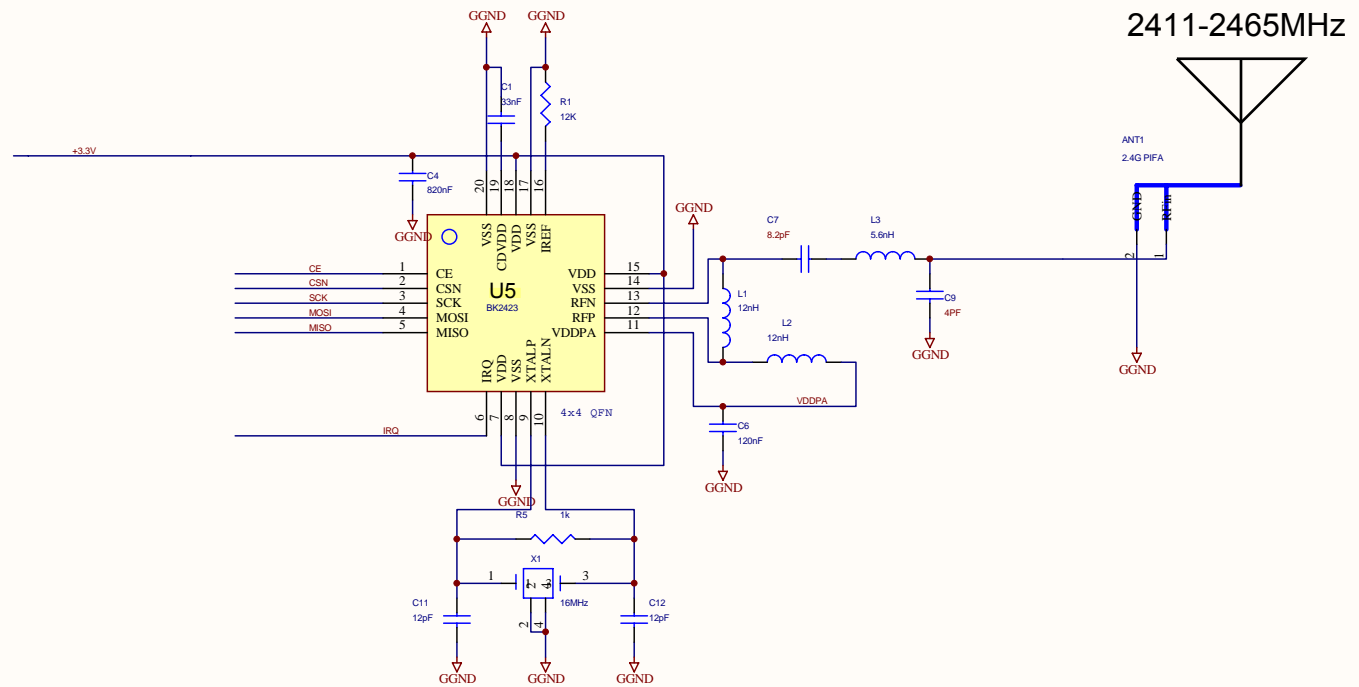 2411-2465MHz
GGND
GGND
C1
33nF
R1
12K
+3.3V
C4
820nF
GGND
20
19
18
17
16
VSS
CDVDD
VDD
VSS
IREF
GGND
ANT1
2.4G PIFA
GND
RFin
2
1
CE
CSN
SCK
MOSI
MISO
1
2
3
4
5
CE
CSN
SCK
MOSI
MISO
U5
BK2423
VDD
VSS
RFN
RFP
VDDPA
15
14
13
12
11
C7
8.2pF
L3
5.6nH
L1
12nH
L2
12nH
C9
4PF
GGND
GGND
IRQ
VDD
VSS
XTALP
XTALN
6
7
8
9
10
4x4 QFN
VDDPA
C6
120nF
GGND
IRQ
GGND
R5
1k
X1
1
2
4
3
16MHz
C11
12pF
C12
12pF
2
4
GGND
GGND
GGND